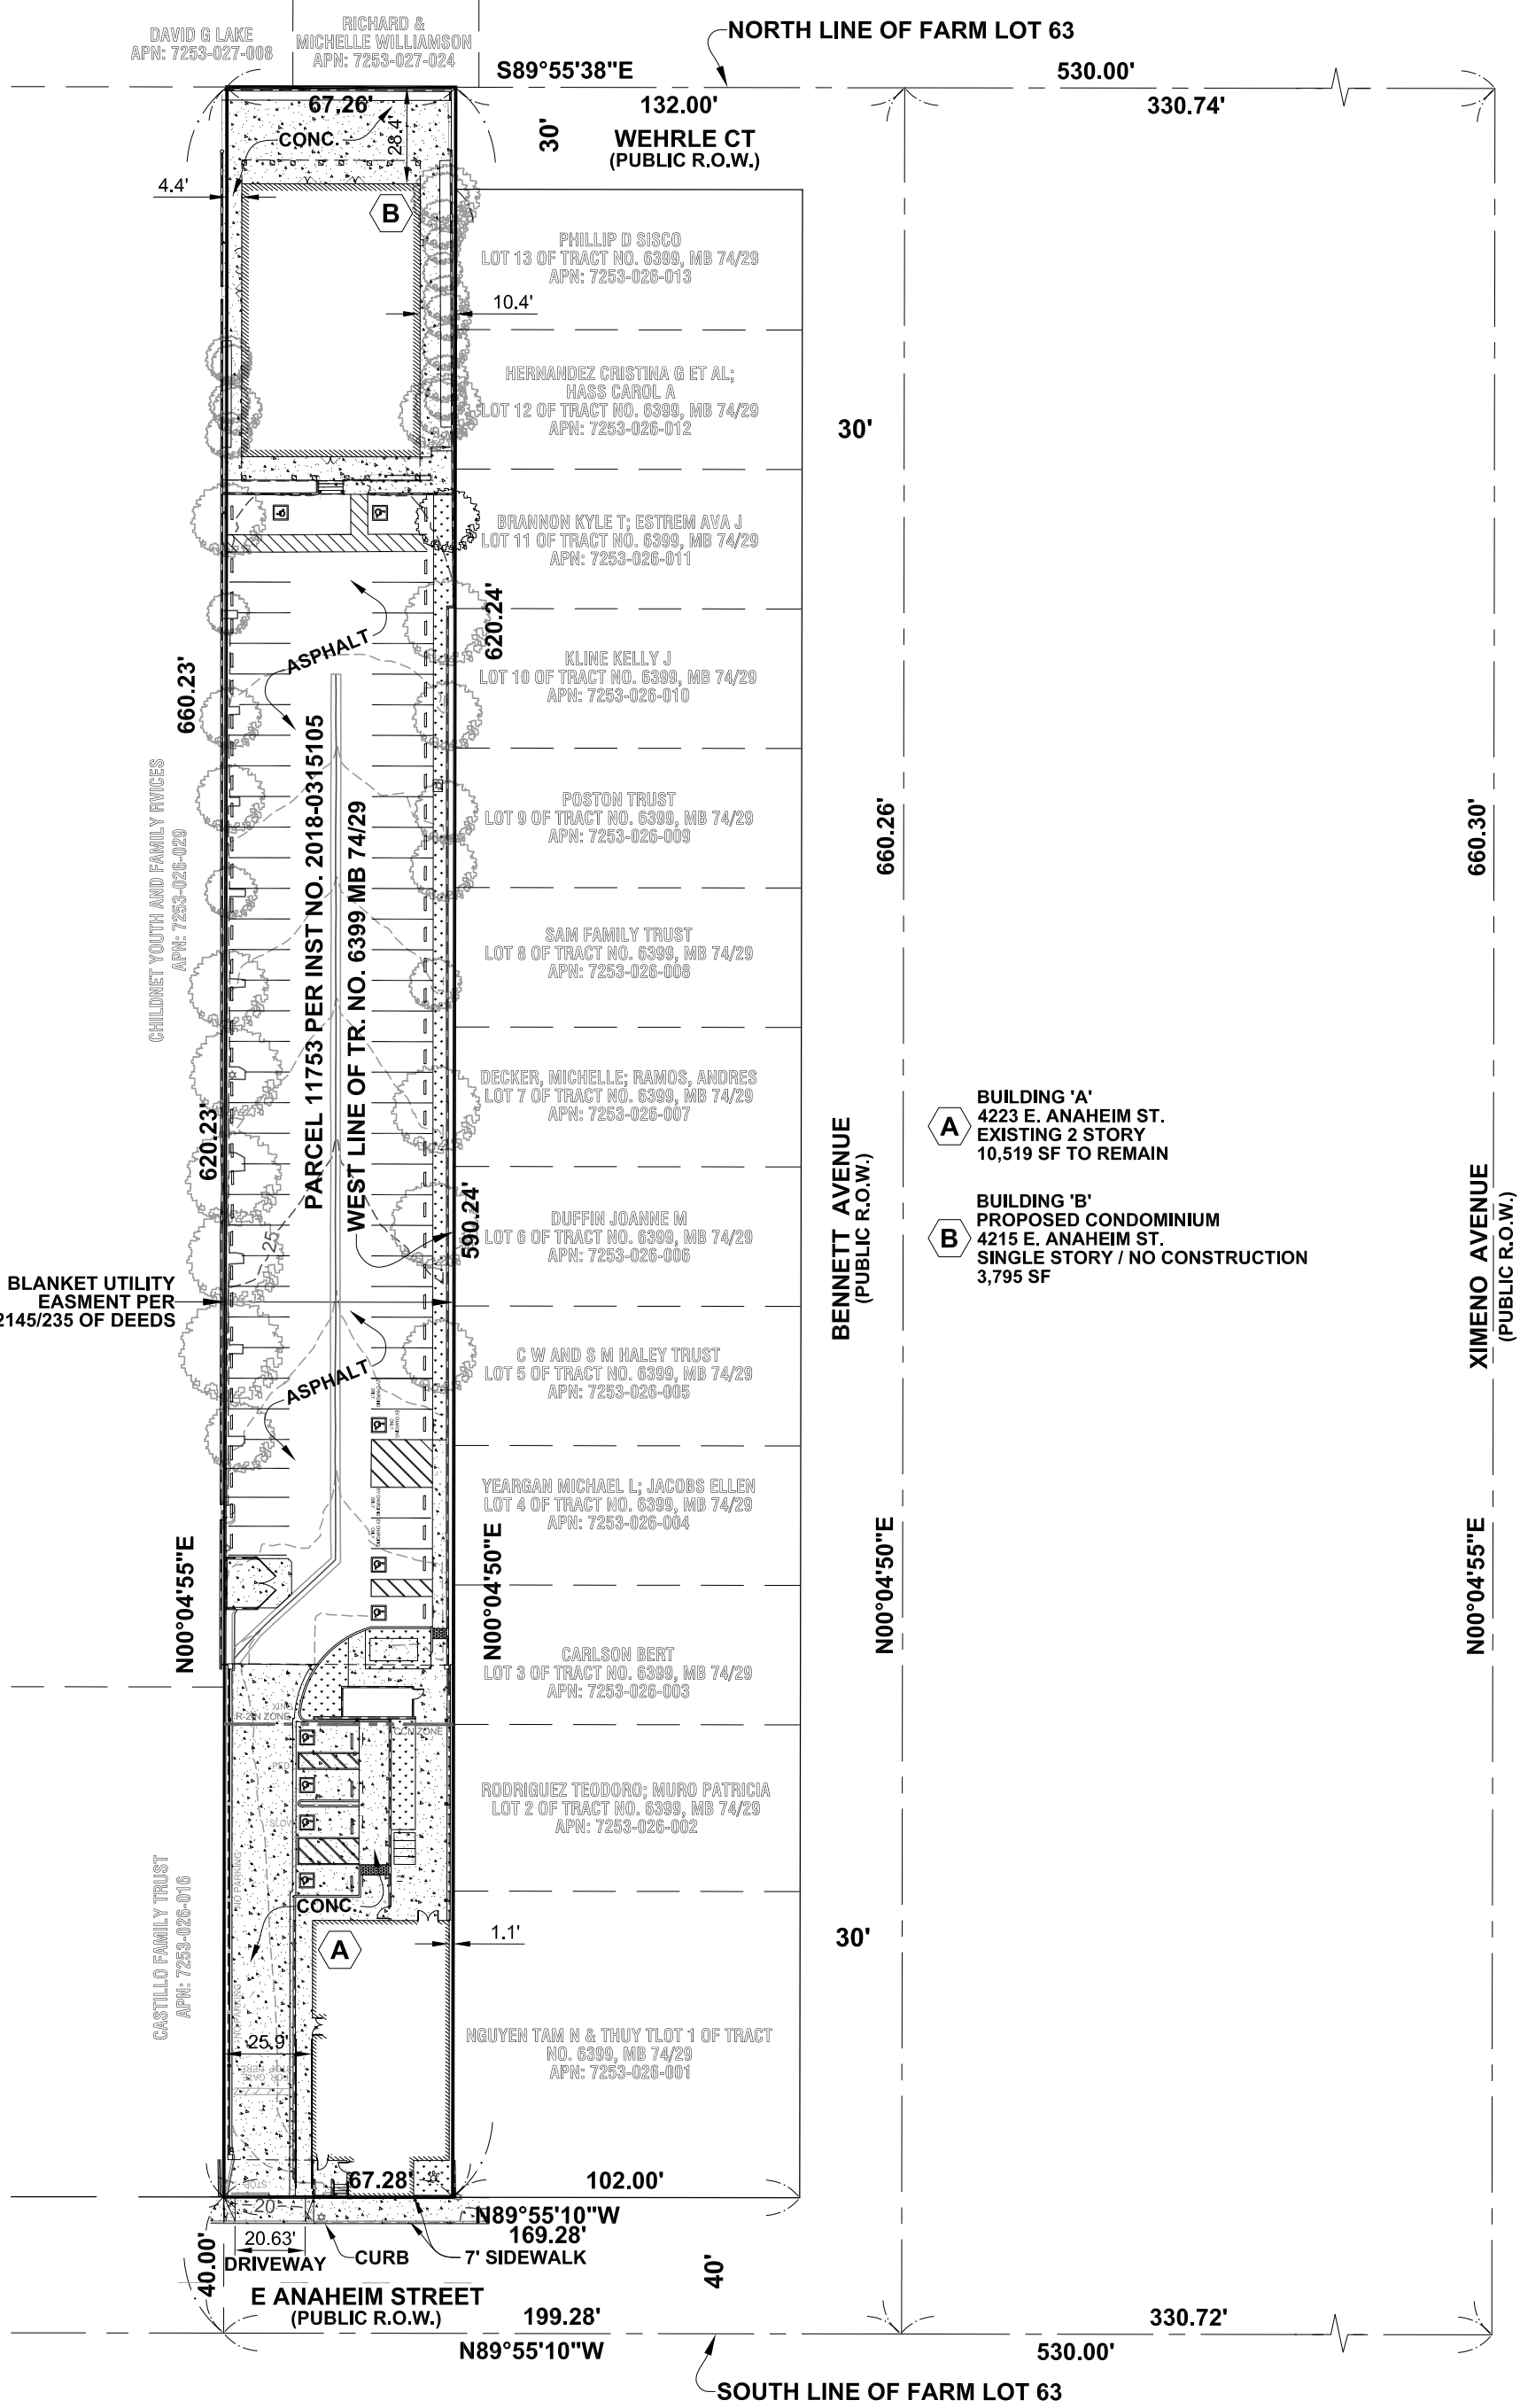 DAVID G LAKE
APN: 7253-027-008
RICHARD &
MICHELLE WILLIAMSON
APN: 7253-027-024
NORTH LINE OF FARM LOT 63
S89°55'38"E
530.00'
67.26'
132.00'
330.74'
CONC.
28.4'
30'
WEHRLE CT
(PUBLIC R.O.W.)
4.4'
B
PHILLIP D SISCO
LOT 13 OF TRACT NO. 6399, MB 74/29
APN: 7253-026-013
10.4'
HERNANDEZ CRISTINA G ET AL;
HASS CAROL A
LOT 12 OF TRACT NO. 6399, MB 74/29
APN: 7253-026-012
30'
BRANNON KYLE T; ESTREM AVA J
LOT 11 OF TRACT NO. 6399, MB 74/29
APN: 7253-026-011
ASPHALT
620.24'
660.23'
KLINE KELLY J
LOT 10 OF TRACT NO. 6399, MB 74/29
APN: 7253-026-010
PARCEL 11753 PER INST NO. 2018-0315105
WEST LINE OF TR. NO. 6399 MB 74/29
CHILDNET YOUTH AND FAMILY RVICES
APN: 7253-026-029
POSTON TRUST
LOT 9 OF TRACT NO. 6399, MB 74/29
APN: 7253-026-009
660.26'
660.30'
SAM FAMILY TRUST
LOT 8 OF TRACT NO. 6399, MB 74/29
APN: 7253-026-008
DECKER, MICHELLE; RAMOS, ANDRES
LOT 7 OF TRACT NO. 6399, MB 74/29
APN: 7253-026-007
620.23'
BENNETT AVENUE
(PUBLIC R.O.W.)
A
BUILDING 'A'
4223 E. ANAHEIM ST.
EXISTING 2 STORY
10,519 SF TO REMAIN
B
BUILDING 'B'
PROPOSED CONDOMINIUM
4215 E. ANAHEIM ST.
SINGLE STORY / NO CONSTRUCTION
3,795 SF
XIMENO AVENUE
(PUBLIC R.O.W.)
590.24'
DUFFIN JOANNE M
LOT 6 OF TRACT NO. 6399, MB 74/29
APN: 7253-026-006
25
BLANKET UTILITY
EASMENT PER
2145/235 OF DEEDS
C W AND S M HALEY TRUST
LOT 5 OF TRACT NO. 6399, MB 74/29
APN: 7253-026-005
ASPHALT
YEARGAN MICHAEL L; JACOBS ELLEN
LOT 4 OF TRACT NO. 6399, MB 74/29
APN: 7253-026-004
N00°04'55"E
N00°04'50"E
N00°04'50"E
N00°04'55"E
CARLSON BERT
LOT 3 OF TRACT NO. 6399, MB 74/29
APN: 7253-026-003
XING
R-2-N ZONE
CCN ZONE
PED
SLOW
RODRIGUEZ TEODORO; MURO PATRICIA
LOT 2 OF TRACT NO. 6399, MB 74/29
APN: 7253-026-002
NO PARKING
CONC.
CASTILLO FAMILY TRUST
APN: 7253-026-016
A
1.1'
30'
NO PARKING
25.9'
STOP HERE
FOR GATE
NGUYEN TAM N & THUY TLOT 1 OF TRACT
NO. 6399, MB 74/29
APN: 7253-026-001
STOP
67.28'
102.00'
20
N89°55'10"W
169.28'
20.63'
DRIVEWAY
CURB
7' SIDEWALK
40.00'
40'
E ANAHEIM STREET
(PUBLIC R.O.W.)
199.28'
330.72'
N89°55'10"W
530.00'
SOUTH LINE OF FARM LOT 63